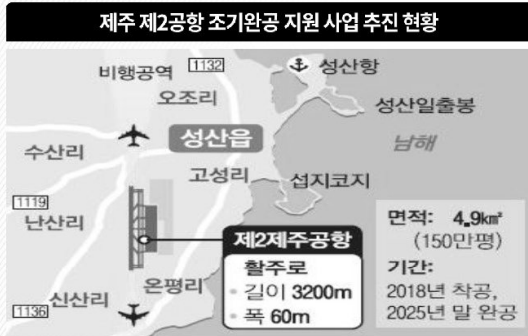 제주 제2공항 조기완공 지원 사업 추진 현황
비행공역
1132
성산항
오조리
성산일출봉
성산읍
남해
수산리
고성리
섭지코지
1119
난산리
제2제주공항
활주로
• 길이 3200m
• 폭 60m
온평리
신산리
1136
면적: 4.9㎢
(150만평)
기간:
2018년 착공,
2025년 말 완공